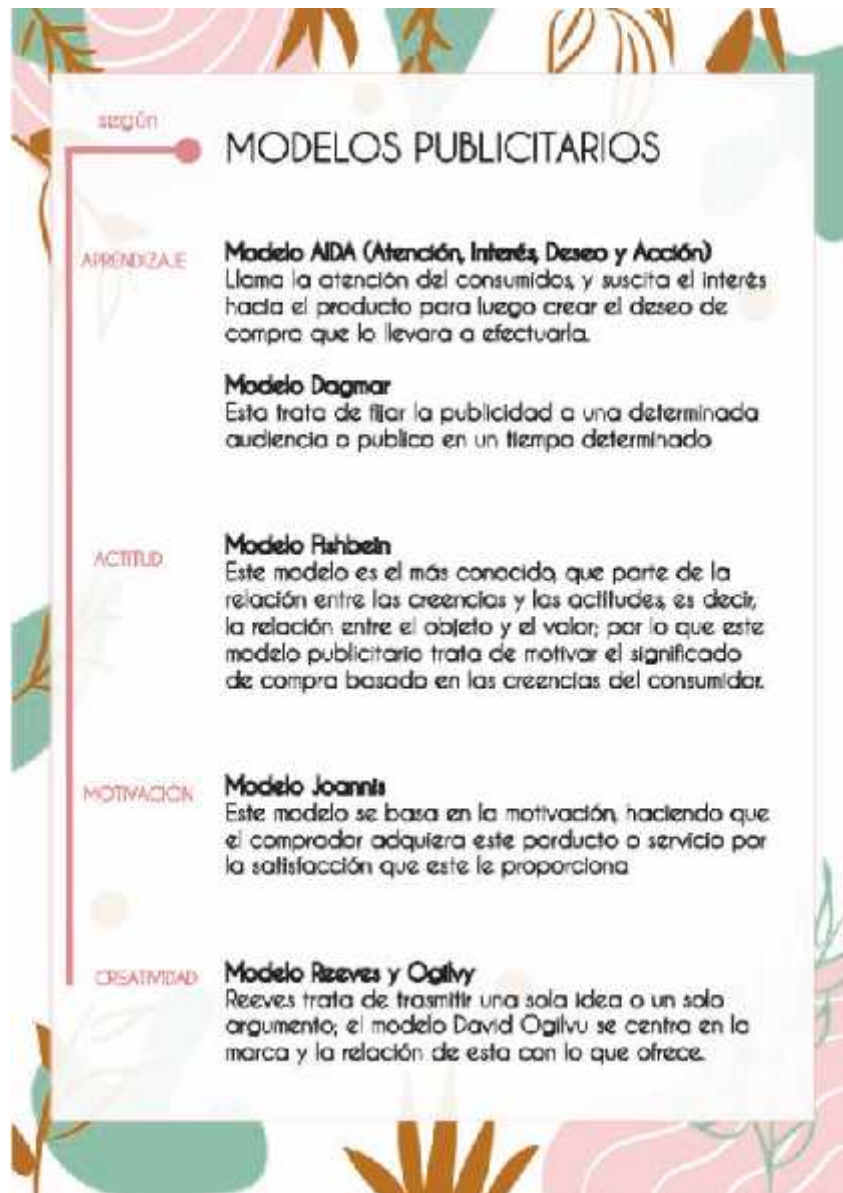 según
MODELOS PUBLICITARIOS
APRENDIZAJE
Modelo AIDA (Atención, Interés, Deseo y Acción)
Llama la atención del consumidos, y suscita el interés
hacia el producto para luego crear el deseo de
compra que lo llevara a efectuarla.
Modelo Dagmar
Esta trata de fijar la publicidad a una determinada
audiencia o publico en un tiempo determinado
ACTITUD
Modelo Fishbein
Este modelo es el más conocido, que parte de la
relación entre las creencias y las actitudes, es decir,
la relación entre el objeto y el valor; por lo que este
modelo publicitario trata de motivar el significado
de compra basado en las creencias del consumidor.
MOTIVACIÓN
Modelo Joannis
Este modelo se basa en la motivación, haciendo que
el comprador adquiera este porducto o servicio por
la satisfacción que este le proporciona
CREATIVIDAD
Modelo Reeves y Ogilvy
Reeves trata de trasmitir una sola idea o un solo
argumento; el modelo David Ogilvu se centra en la
marca y la relación de esta con lo que ofrece.